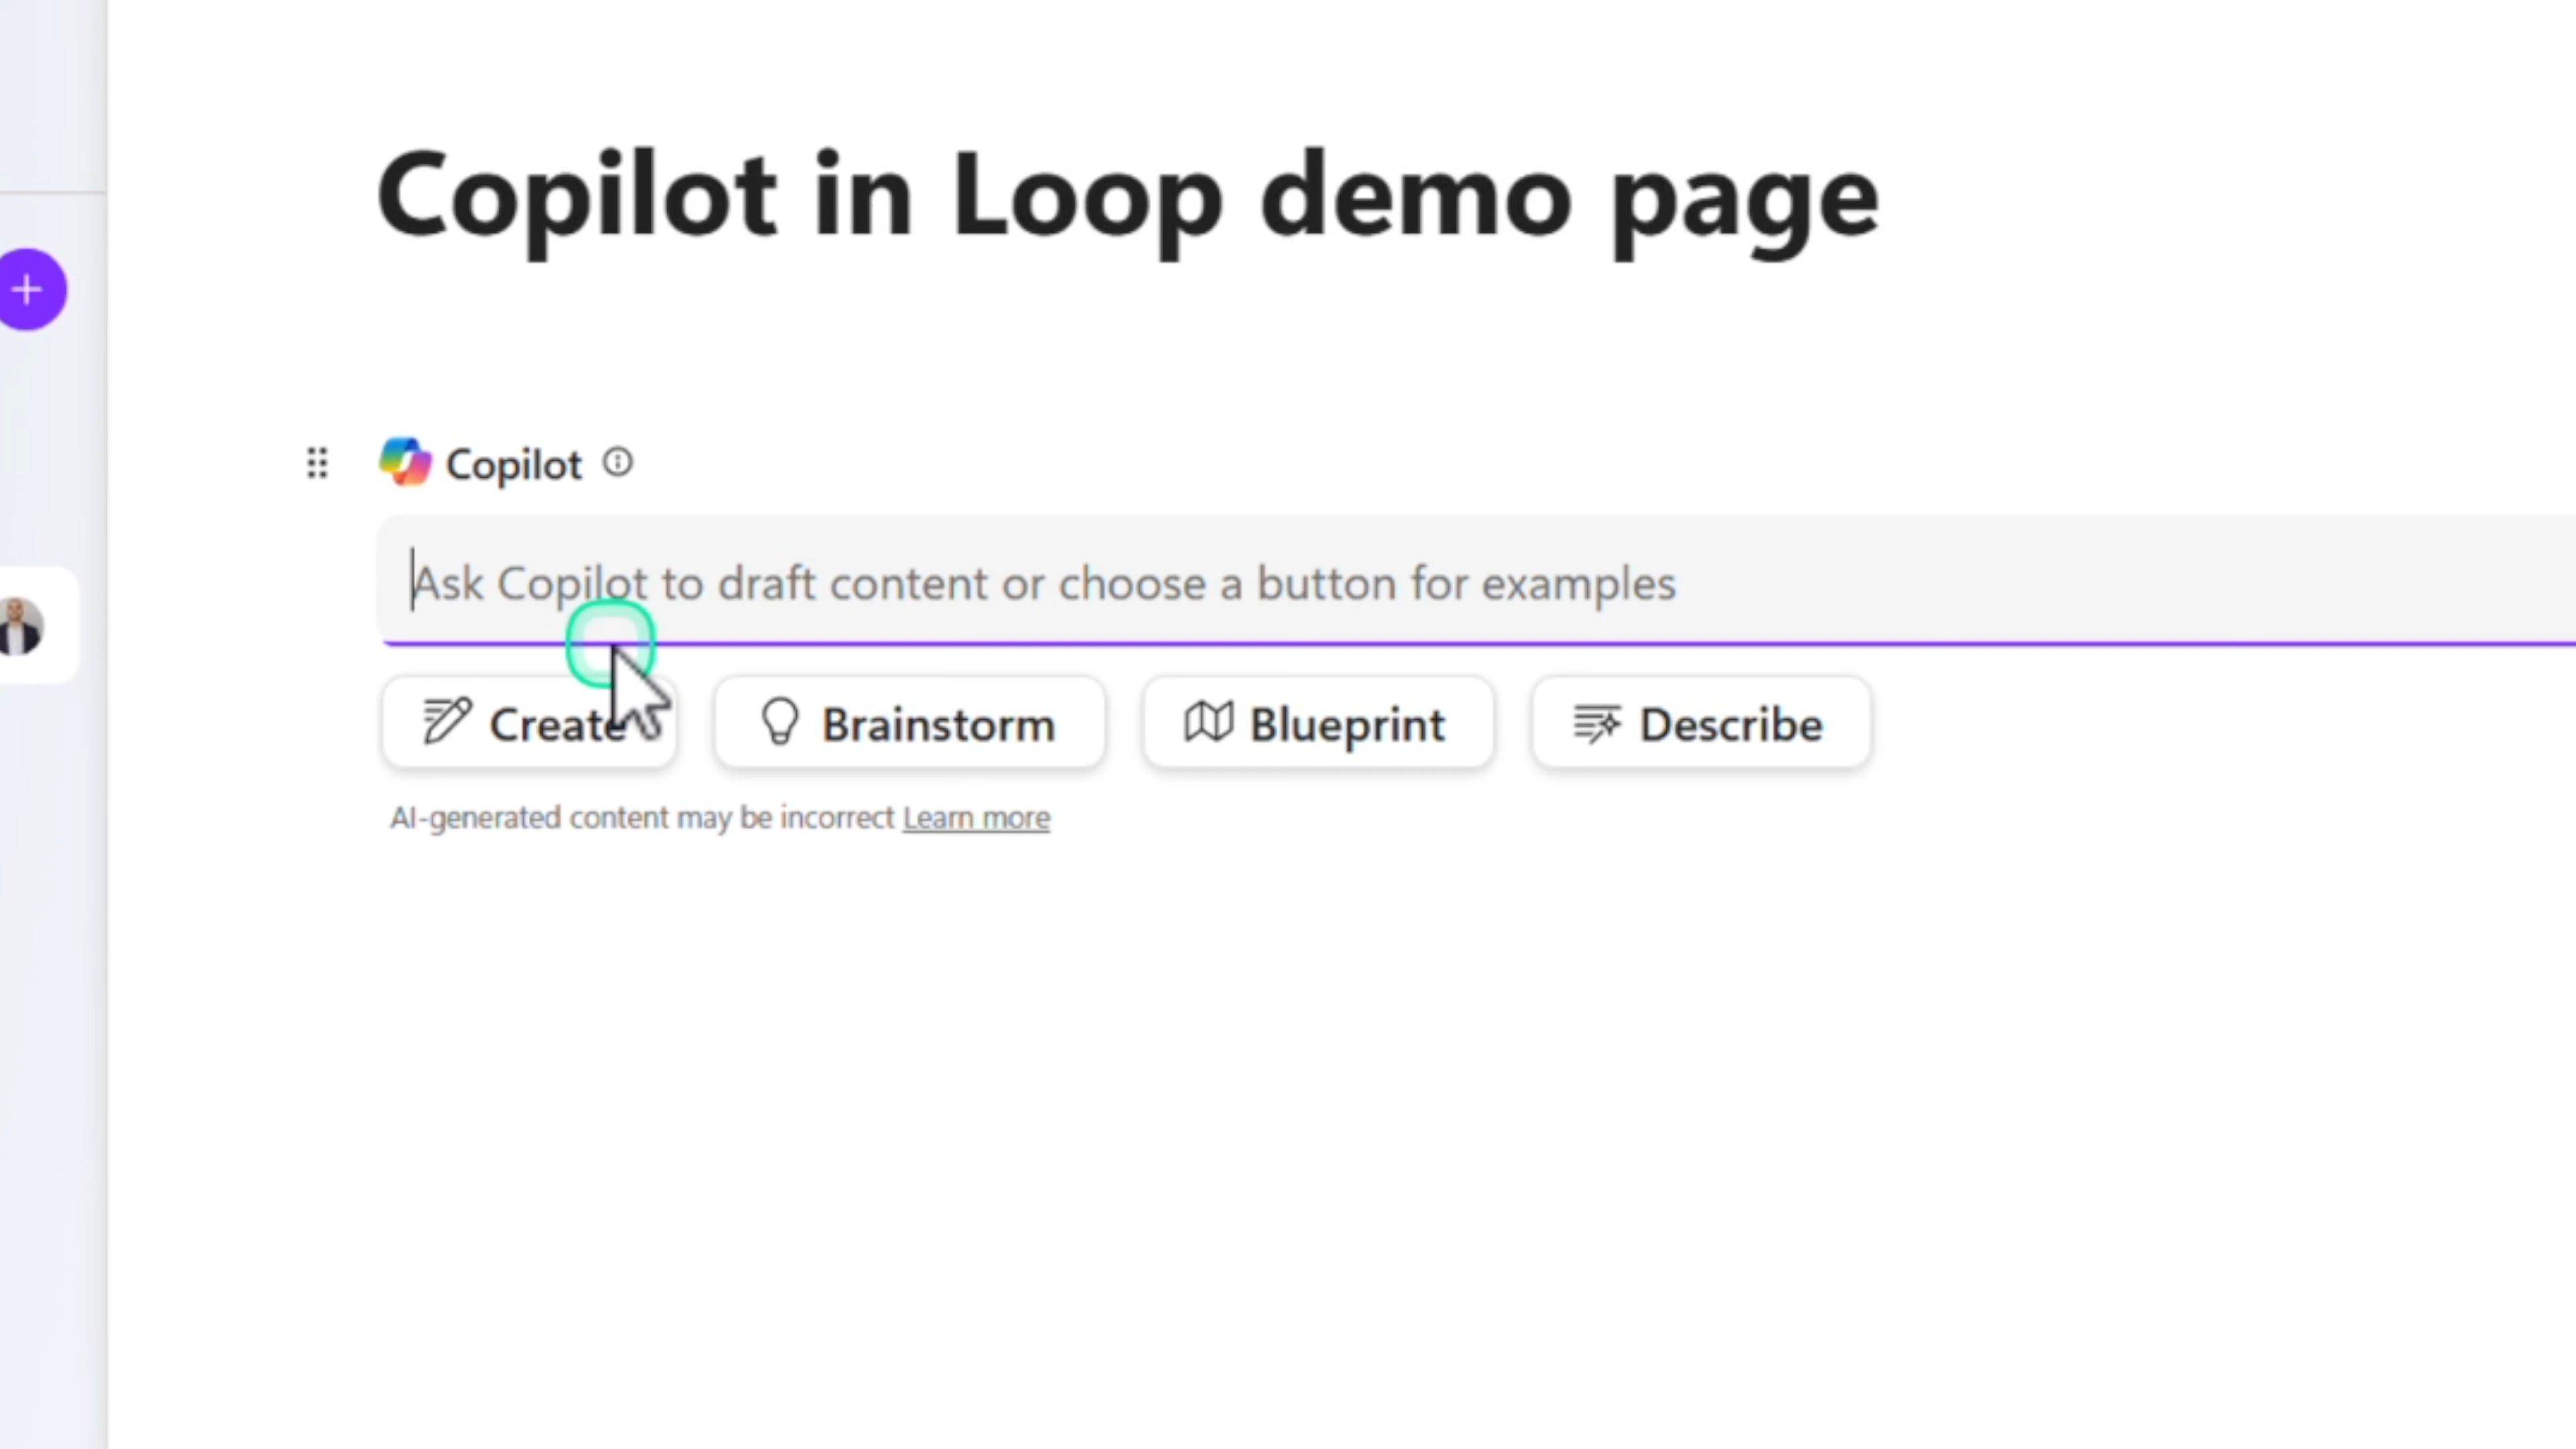 Copilot in Loop demo page
Copilot
Ask Copilot to draft content or choose a button for examples
Create Brainstorm Blueprint Describe
AI-generated content may be incorrect Learn more